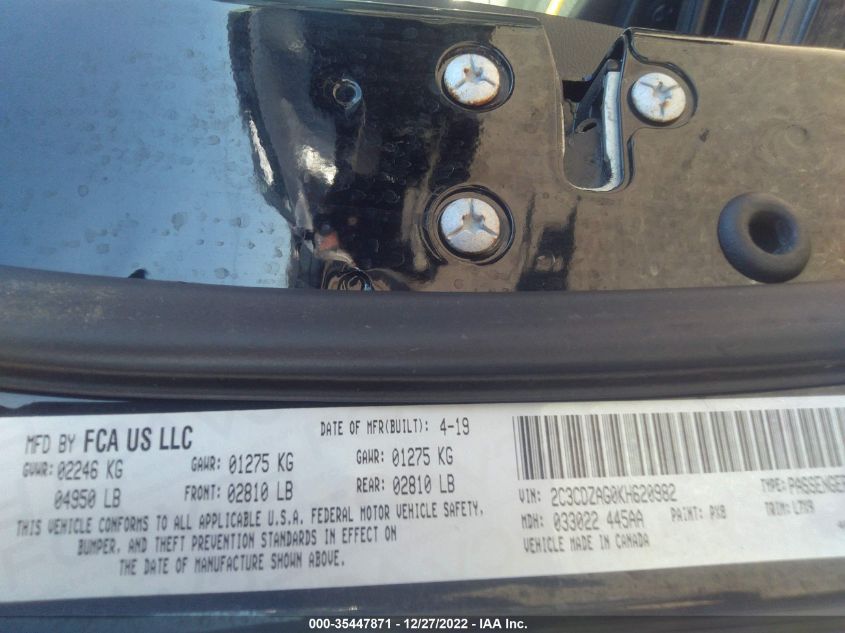 MFD BY FCA US LLC
DATE OF MFR(BUILT): 4-19
GVWR: 02246 KG
04950 LB
GAWR: 01275 KG
FRONT: 02810 LB
GAWR: 01275 KG
REAR: 02810 LB
THIS VEHICLE CONFORMS TO ALL APPLICABLE U.S.A. FEDERAL MOTOR VEHICLE SAFETY,
BUMPER, AND THEFT PREVENTION STANDARDS IN EFFECT ON
THE DATE OF MANUFACTURE SHOWN ABOVE.
VIN: 2C3CDZAG0KH620982
TYPE: PASSENGER
MDH: 033022 445AA
PAINT: PX8
TRIM: L7X9
VEHICLE MADE IN CANADA
000-35447871 - 12/27/2022 - IAA Inc.